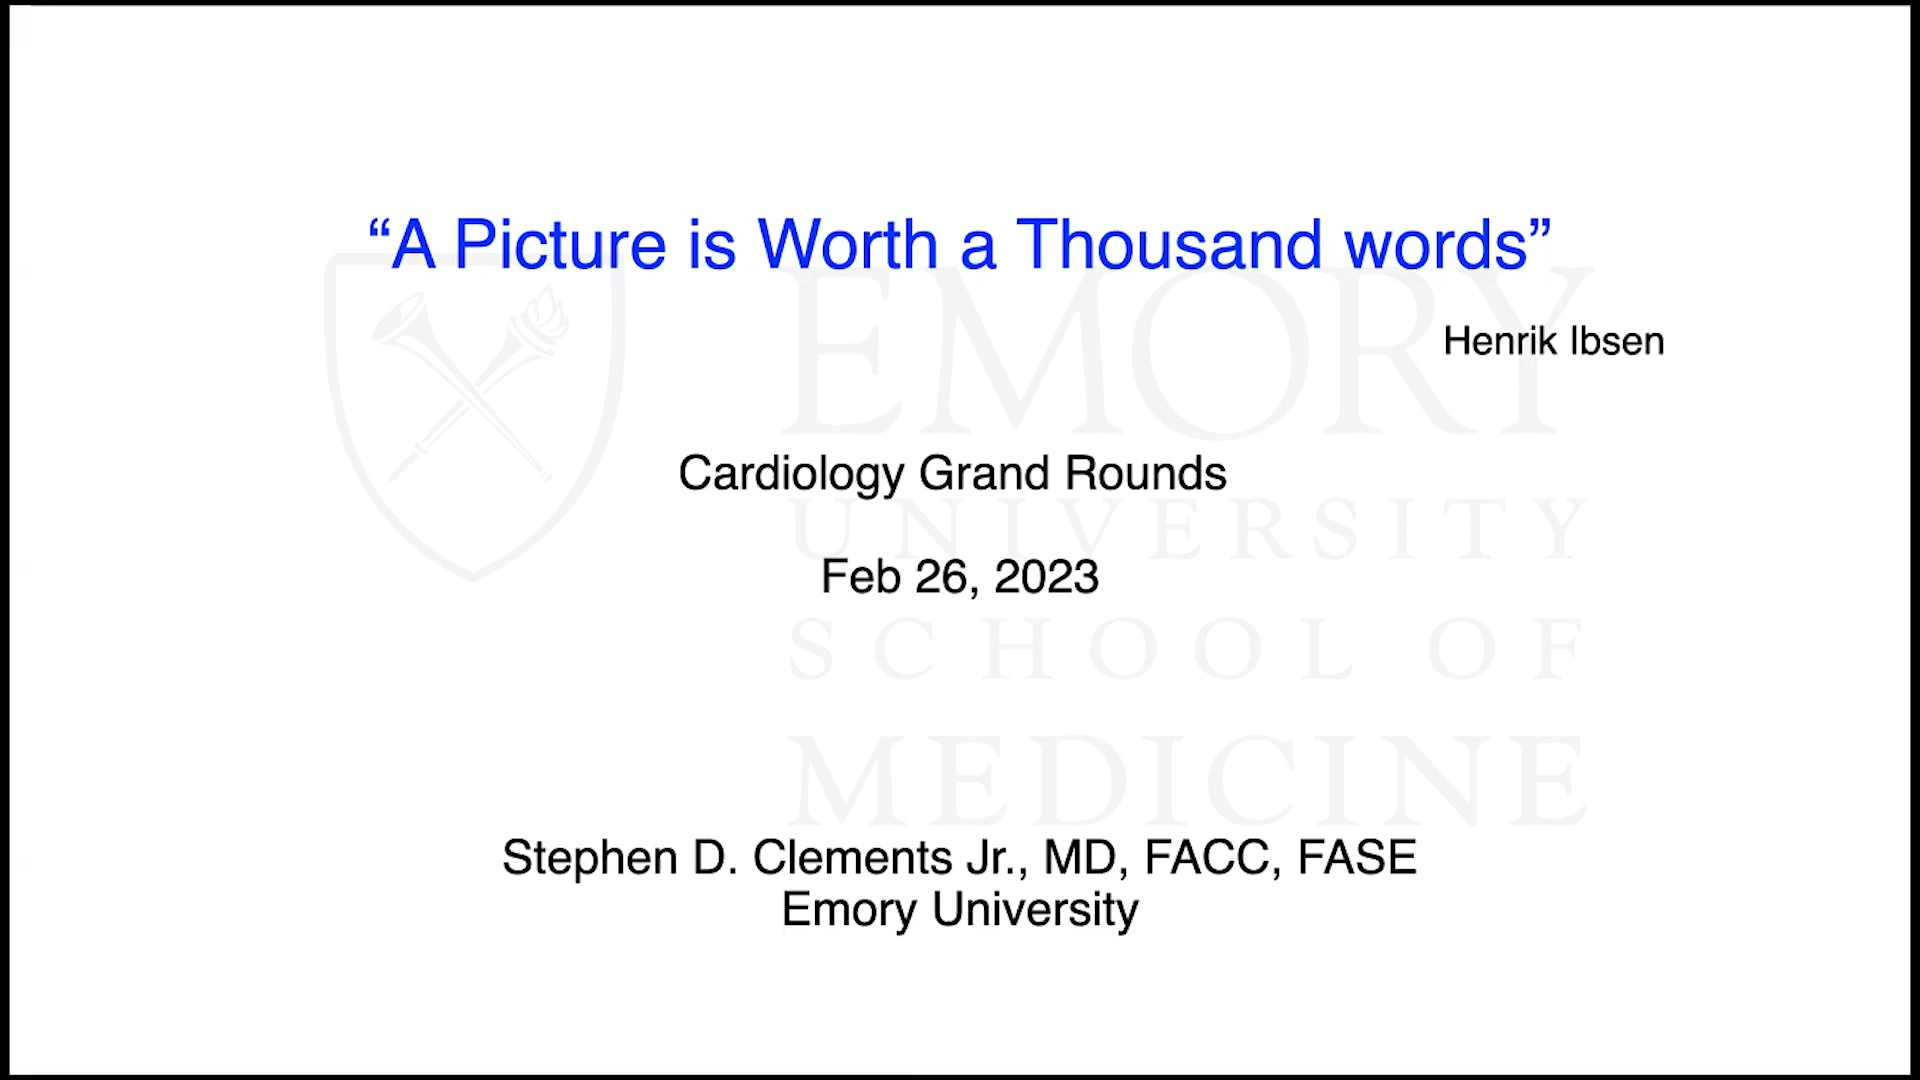 “A Picture is Worth a Thousand words”
Henrik Ibsen
EMORY
Cardiology Grand Rounds
UNIVERSITY
Feb 26, 2023
SCHOOL OF
MEDICINE
Stephen D. Clements Jr., MD, FACC, FASE
Emory University